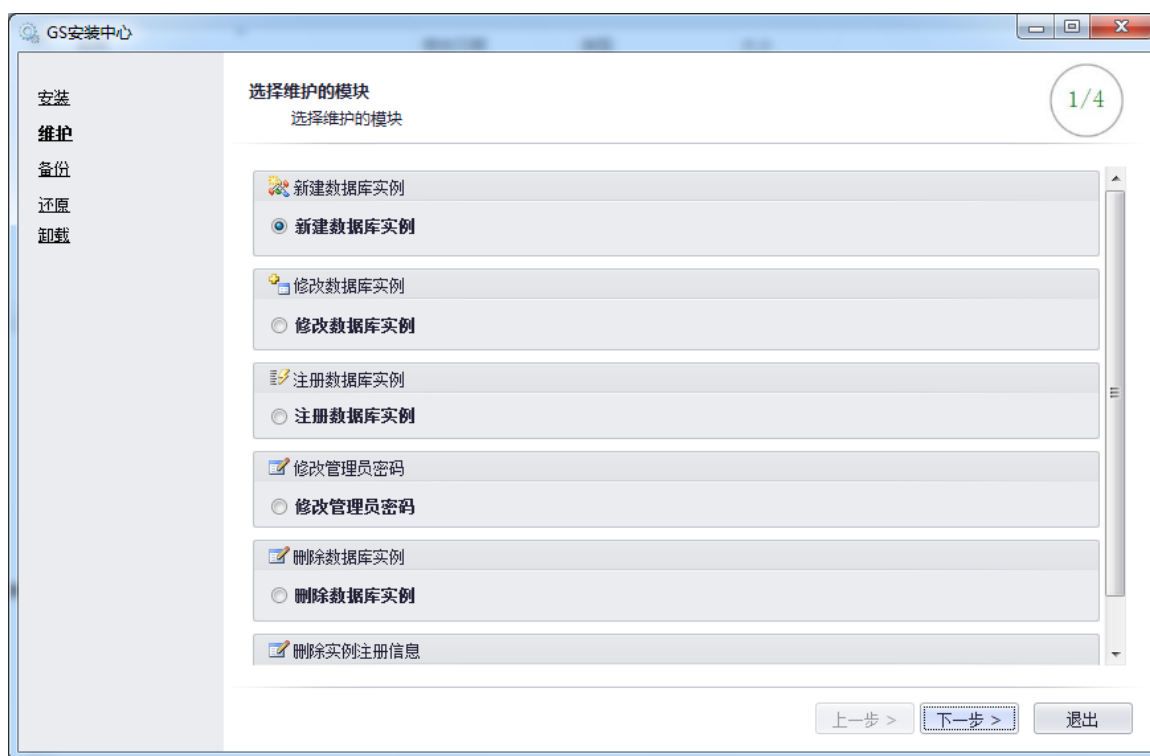 GS安装中心
安装
维护
备份
还原
卸载
选择维护的模块
选择维护的模块
1/4
新建数据库实例
新建数据库实例
修改数据库实例
修改数据库实例
注册数据库实例
注册数据库实例
修改管理员密码
修改管理员密码
删除数据库实例
删除数据库实例
删除实例注册信息
上一步 >
下一步 >
退出